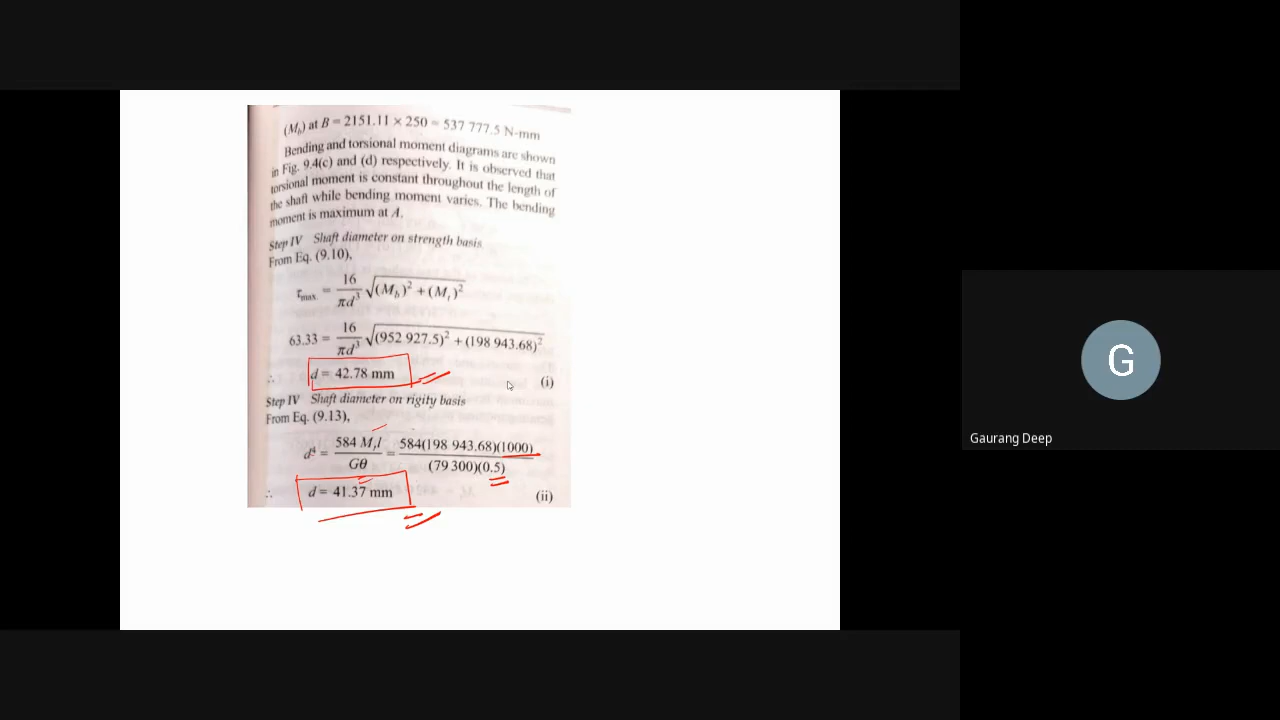 (M_b) at B = 2151.11 × 250 = 537 777.5 N-mm
Bending and torsional moment diagrams are shown
in Fig. 9.4(c) and (d) respectively. It is observed that
torsional moment is constant throughout the length of
the shaft while bending moment varies. The bending
moment is maximum at A.
Step IV Shaft diameter on strength basis
From Eq. (9.10),
τ_max. = 16/πd³ √(M_b)² + (M_t)²
63.33 = 16/πd³ √(952 927.5)² + (198 943.68)²
∴ d = 42.78 mm (i)
Step IV Shaft diameter on rigity basis
From Eq. (9.13),
d⁴ = 584 M_t l/Gθ = 584(198 943.68)(1000)/(79 300)(0.5)
∴ d = 41.37 mm (ii)
G
Gaurang Deep